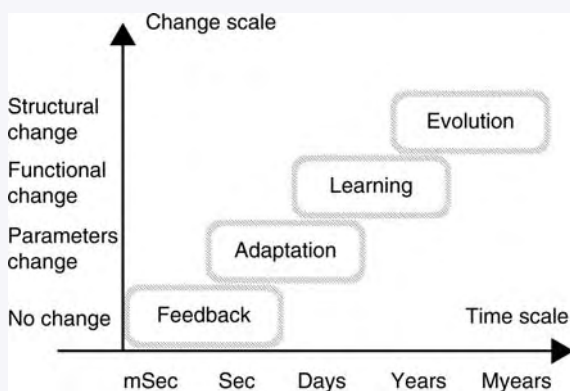 Change scale
Structural
change
Evolution
Functional
change
Learning
Parameters
change
Adaptation
No change
Feedback
Time scale
mSec Sec Days Years Myears